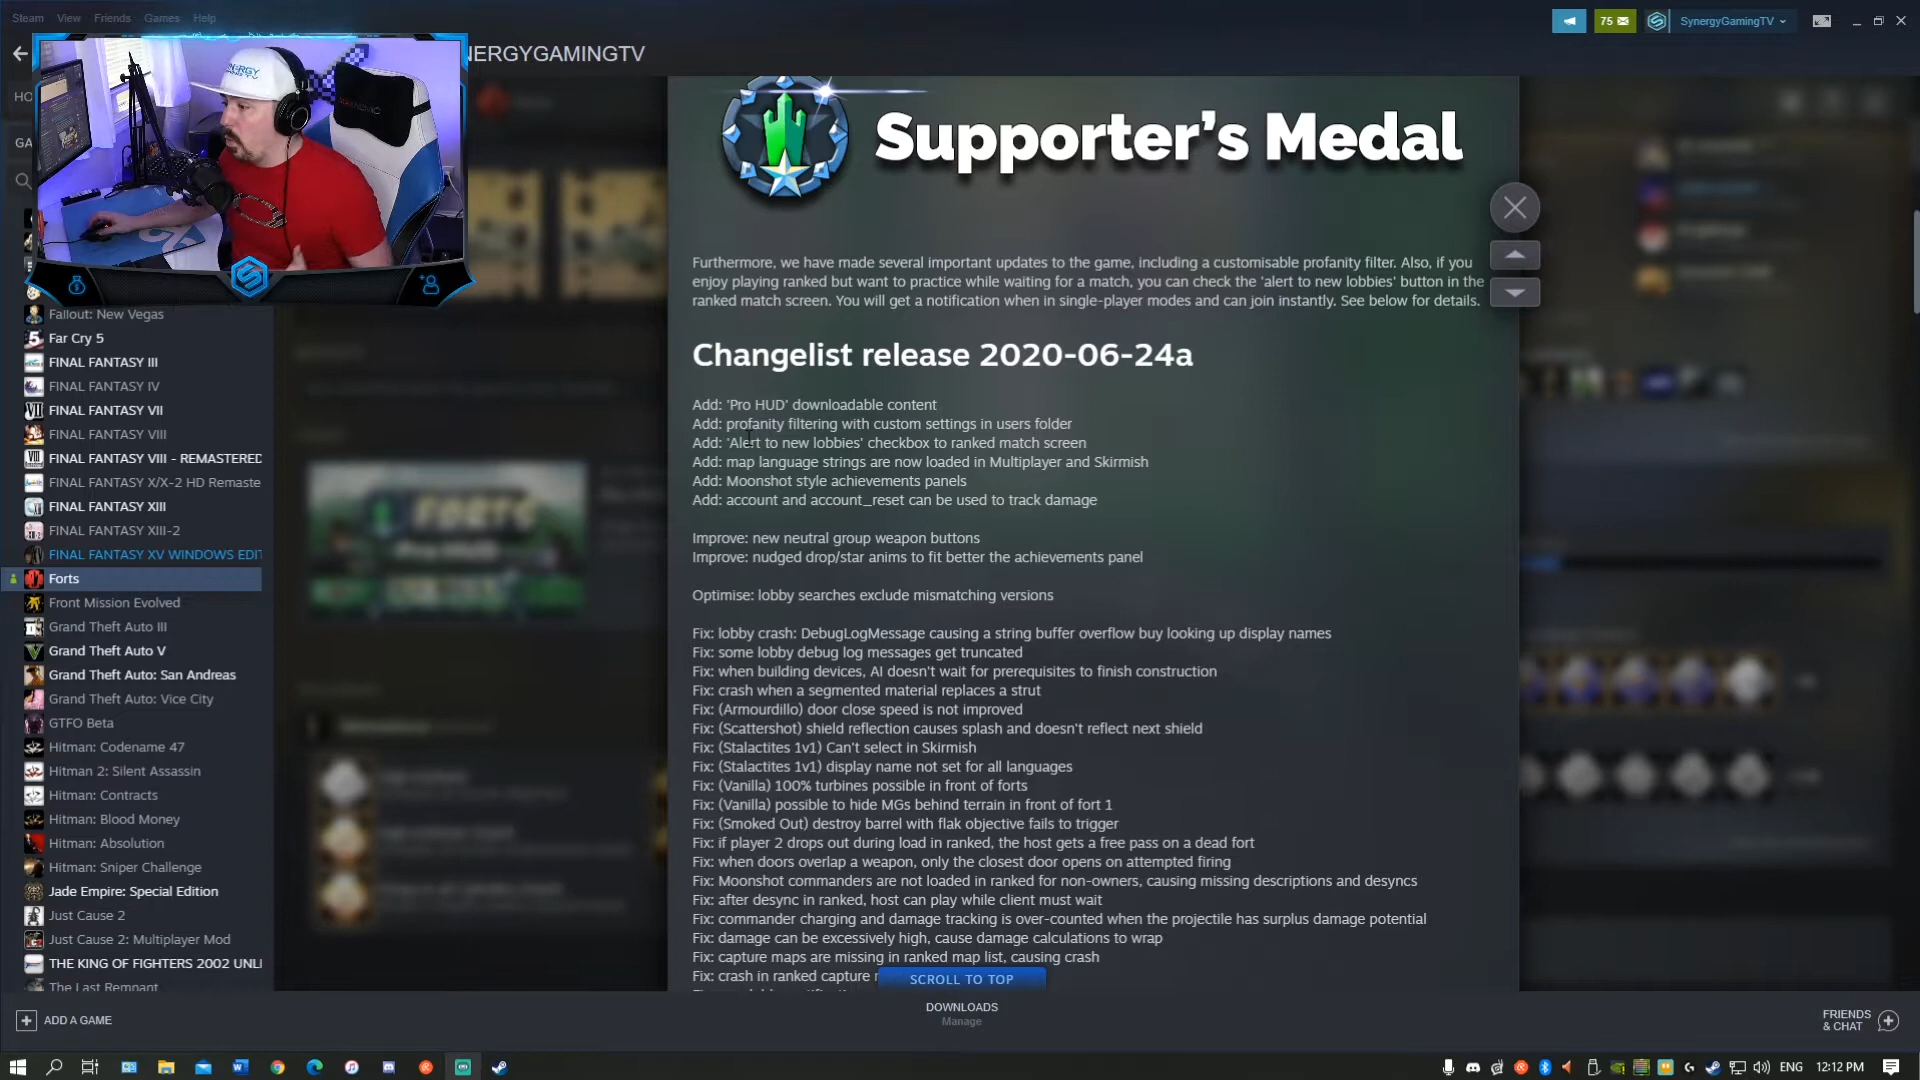 Steam View Friends Games Help
75
SynergyGamingTV
NERGYGAMINGTV
HO
GA
Fallout: New Vegas
Far Cry 5
FINAL FANTASY III
FINAL FANTASY IV
FINAL FANTASY VII
FINAL FANTASY VIII
FINAL FANTASY VIII - REMASTERED
FINAL FANTASY X/X-2 HD Remaste
FINAL FANTASY XIII
FINAL FANTASY XIII-2
FINAL FANTASY XV WINDOWS EDIT
Forts
Front Mission Evolved
Grand Theft Auto III
Grand Theft Auto V
Grand Theft Auto: San Andreas
Grand Theft Auto: Vice City
GTFO Beta
Hitman: Codename 47
Hitman 2: Silent Assassin
Hitman: Contracts
Hitman: Blood Money
Hitman: Absolution
Hitman: Sniper Challenge
Jade Empire: Special Edition
Just Cause 2
Just Cause 2: Multiplayer Mod
THE KING OF FIGHTERS 2002 UNLI
The Last Remnant
Supporter's Medal
Furthermore, we have made several important updates to the game, including a customisable profanity filter. Also, if you
enjoy playing ranked but want to practice while waiting for a match, you can check the 'alert to new lobbies' button in the
ranked match screen. You will get a notification when in single-player modes and can join instantly. See below for details.
Changelist release 2020-06-24a
Add: 'Pro HUD' downloadable content
Add: profanity filtering with custom settings in users folder
Add: 'Alert to new lobbies' checkbox to ranked match screen
Add: map language strings are now loaded in Multiplayer and Skirmish
Add: Moonshot style achievements panels
Add: account and account_reset can be used to track damage
Improve: new neutral group weapon buttons
Improve: nudged drop/star anims to fit better the achievements panel
Optimise: lobby searches exclude mismatching versions
Fix: lobby crash: DebugLogMessage causing a string buffer overflow buy looking up display names
Fix: some lobby debug log messages get truncated
Fix: when building devices, AI doesn't wait for prerequisites to finish construction
Fix: crash when a segmented material replaces a strut
Fix: (Armourdillo) door close speed is not improved
Fix: (Scattershot) shield reflection causes splash and doesn't reflect next shield
Fix: (Stalactites 1v1) Can't select in Skirmish
Fix: (Stalactites 1v1) display name not set for all languages
Fix: (Vanilla) 100% turbines possible in front of forts
Fix: (Vanilla) possible to hide MGs behind terrain in front of fort 1
Fix: (Smoked Out) destroy barrel with flak objective fails to trigger
Fix: if player 2 drops out during load in ranked, the host gets a free pass on a dead fort
Fix: when doors overlap a weapon, only the closest door opens on attempted firing
Fix: Moonshot commanders are not loaded in ranked for non-owners, causing missing descriptions and desyncs
Fix: after desync in ranked, host can play while client must wait
Fix: commander charging and damage tracking is over-counted when the projectile has surplus damage potential
Fix: damage can be excessively high, cause damage calculations to wrap
Fix: capture maps are missing in ranked map list, causing crash
Fix: crash in ranked capture
SCROLL TO TOP
FORTS
Pro HUD
ADD A GAME
DOWNLOADS
Manage
FRIENDS
& CHAT
ENG
12:12 PM